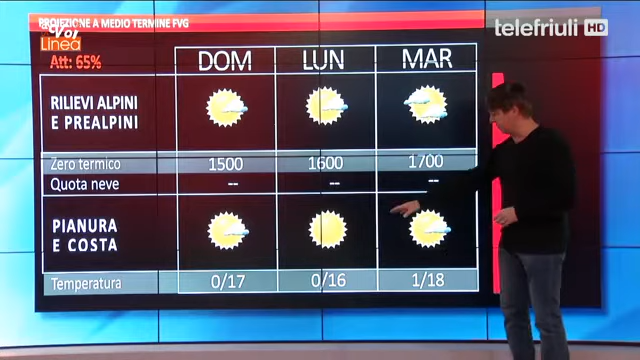 PROIEZIONE A MEDIO TERMINE FVG
a Voi
Linea
telefriuli HD
Att: 65%
DOM LUN MAR
RILIEVI ALPINI
E PREALPINI
Zero termico 1500 1600 1700
Quota neve -- -- --
PIANURA
E COSTA
Temperatura 0/17 0/16 1/18